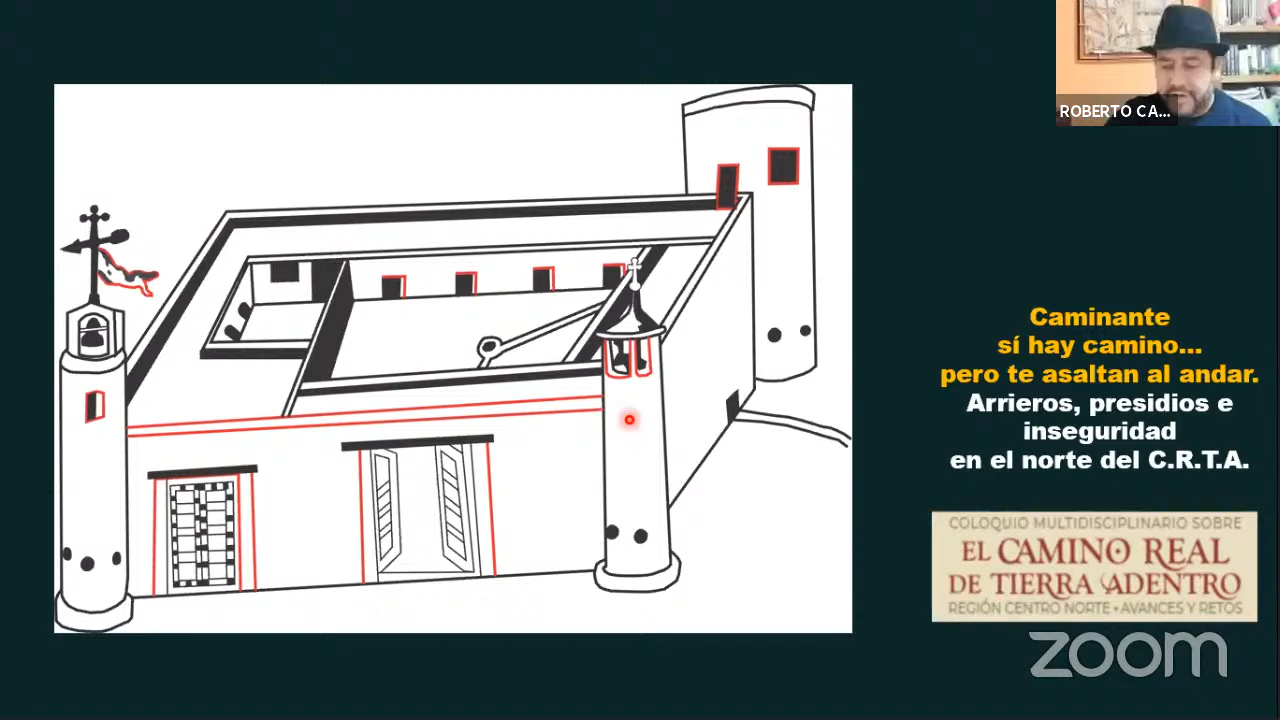 ROBERTO CA...
Caminante
sí hay camino...
pero te asaltan al andar.
Arrieros, presidios e
inseguridad
en el norte del C.R.T.A.
COLOQUIO MULTIDISCIPLINARIO SOBRE
EL CAMINO REAL
DE TIERRA ADENTRO
REGIÓN CENTRO NORTE • AVANCES Y RETOS
zoom